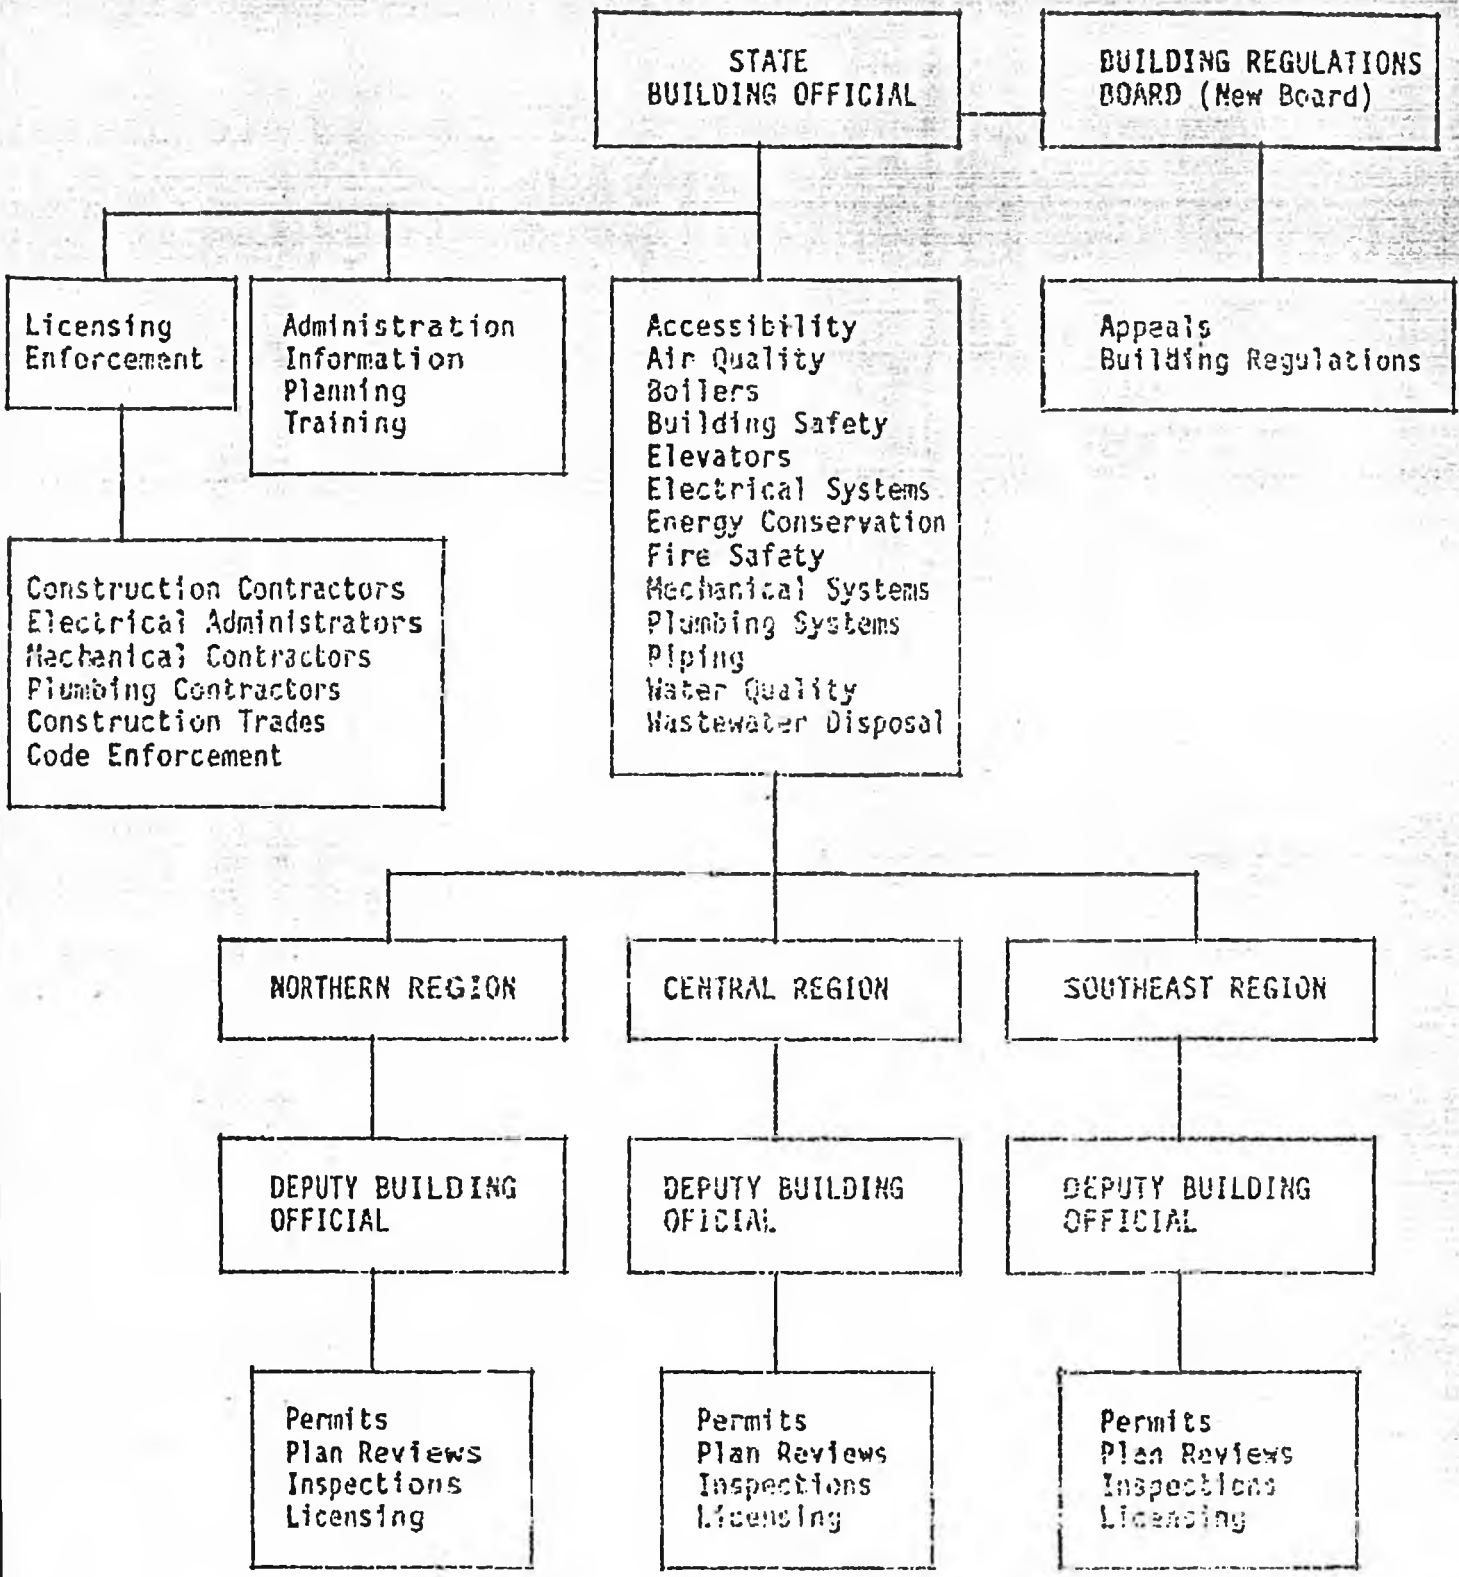 STATE
BUILDING OFFICIAL
BUILDING REGULATIONS
BOARD (New Board)
Licensing
Enforcement
Administration
Information
Planning
Training
Accessibility
Air Quality
Boilers
Building Safety
Elevators
Electrical Systems
Energy Conservation
Fire Safety
Mechanical Systems
Plumbing Systems
Piping
Water Quality
Wastewater Disposal
Appeals
Building Regulations
Construction Contractors
Electrical Administrators
Mechanical Contractors
Plumbing Contractors
Construction Trades
Code Enforcement
NORTHERN REGION
CENTRAL REGION
SOUTHEAST REGION
DEPUTY BUILDING
OFFICIAL
DEPUTY BUILDING
OFICIAL
DEPUTY BUILDING
OFFICIAL
Permits
Plan Reviews
Inspections
Licensing
Permits
Plan Reviews
Inspections
Licensing
Permits
Plan Reviews
Inspections
Licensing